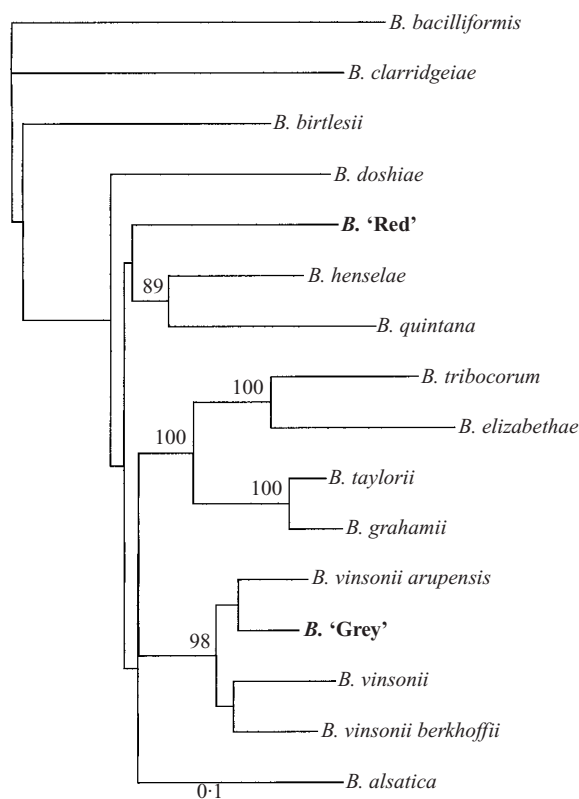 B. bacilliformis
B. clarridgeiae
B. birtlesii
B. doshiae
B. ‘Red’
B. henselae
89
B. quintana
B. tribocorum
100
B. elizabethae
100
B. taylorii
100
B. grahamii
B. vinsonii arupensis
B. ‘Grey’
98
B. vinsonii
B. vinsonii berkhoffii
B. alsatica
0·1